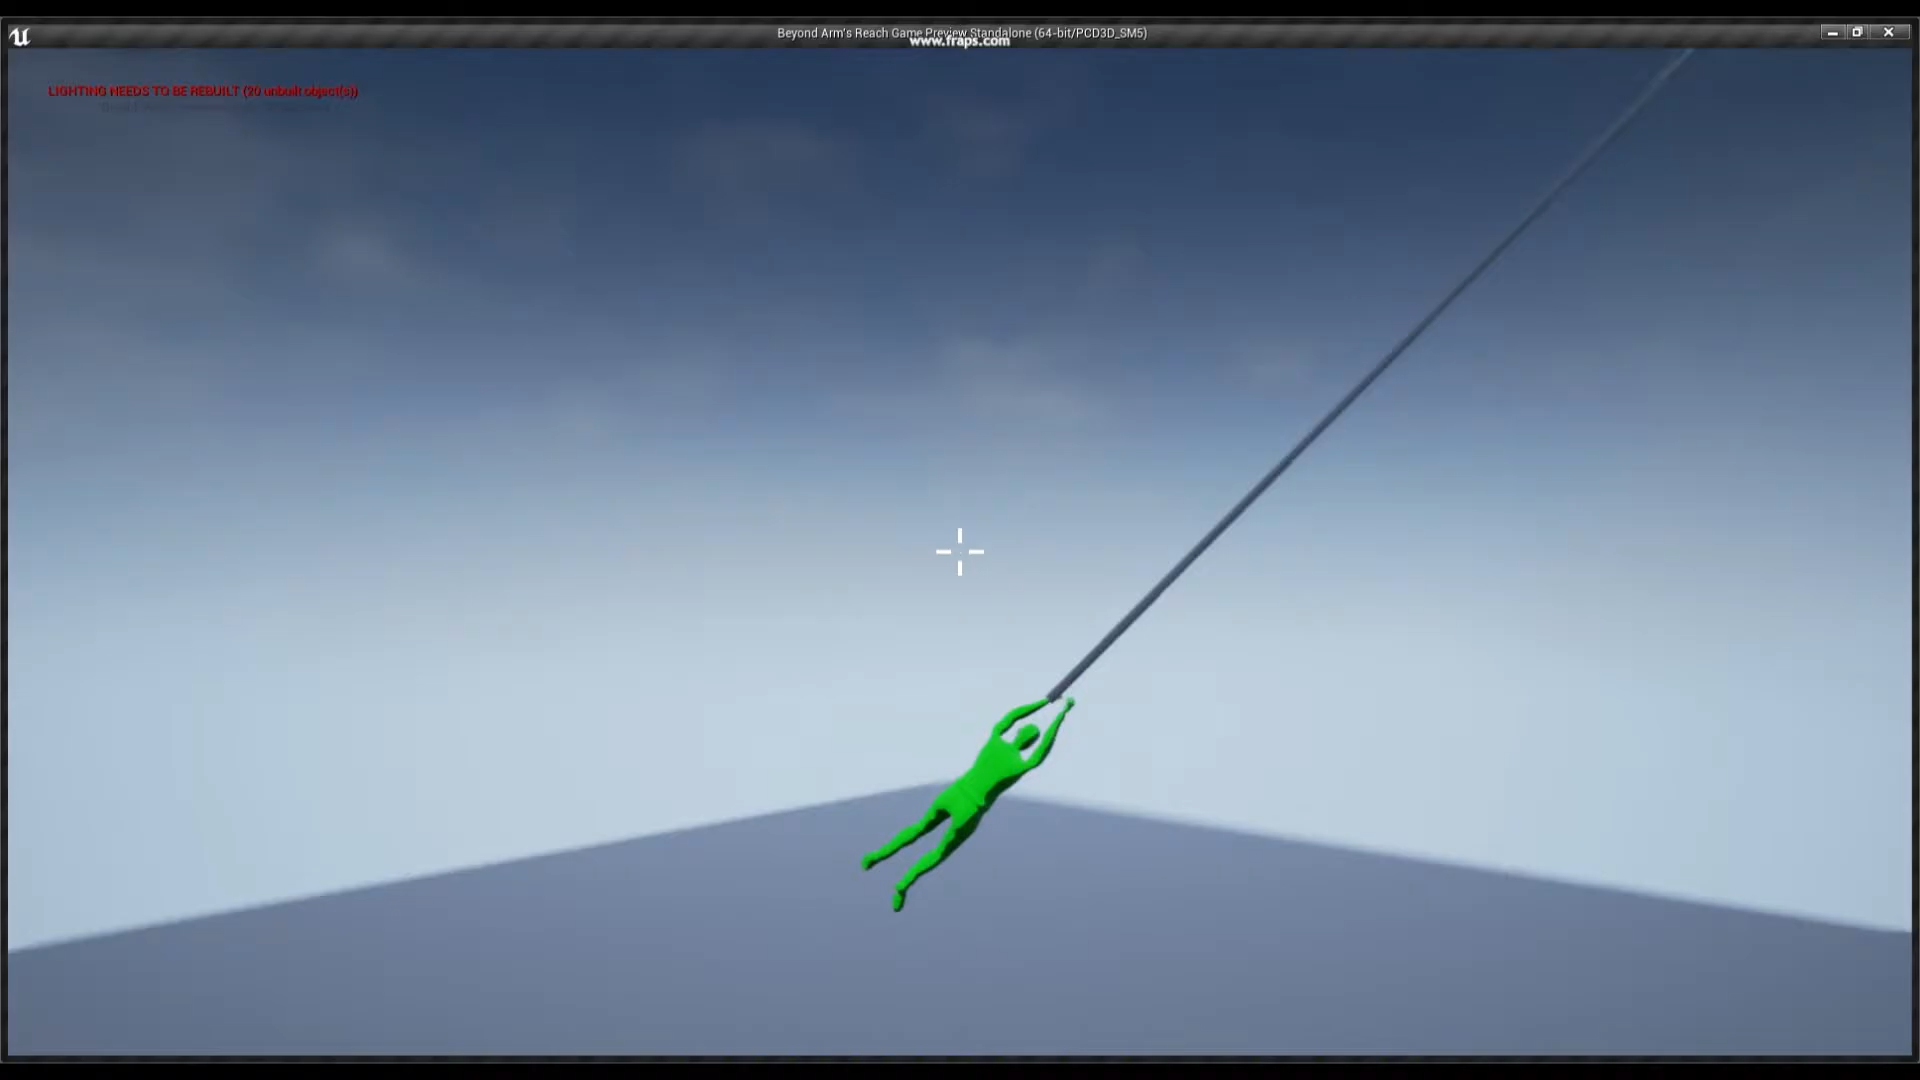 Beyond Arm's Reach Game Preview Standalone (64-bit/PCD3D_SM5)
www.fraps.com
LIGHTING NEEDS TO BE REBUILT (20 unbuilt object(s))